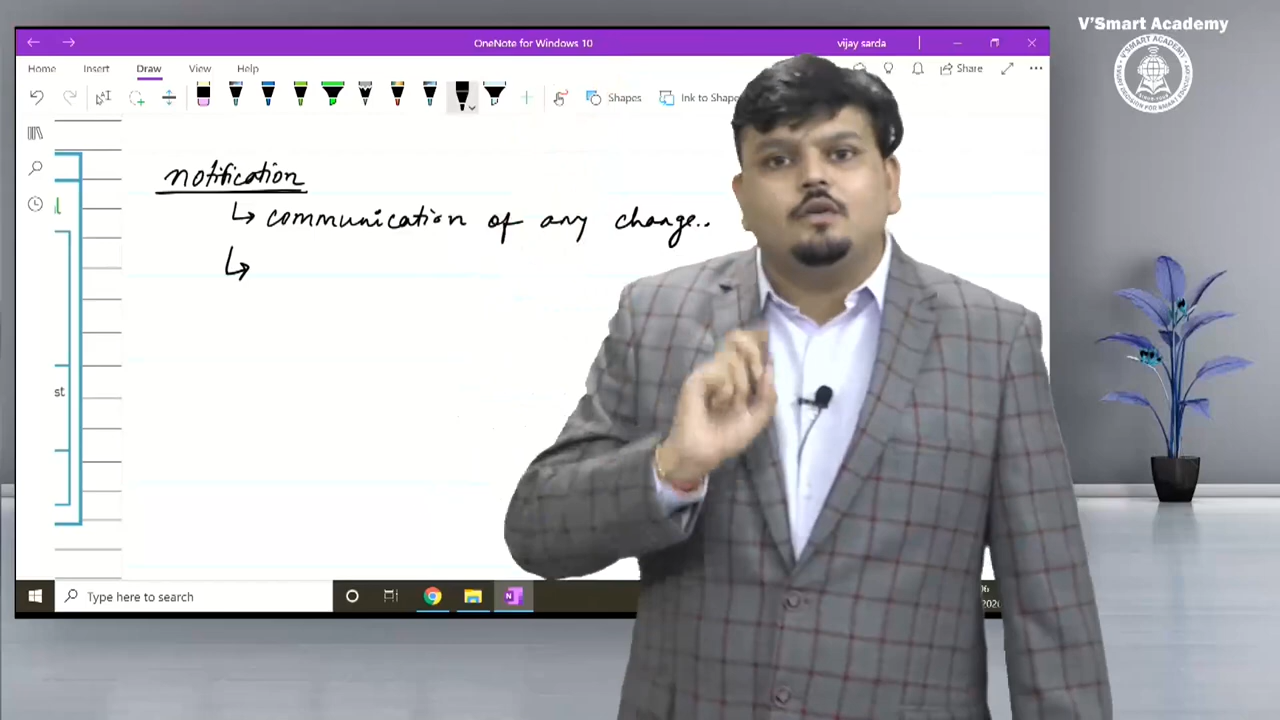 V'Smart Academy
OneNote for Windows 10
vijay sarda
Home Insert Draw View Help
Share
Shapes
Ink to Shape
notification
↳ communication of any change..
↳
st
Type here to search